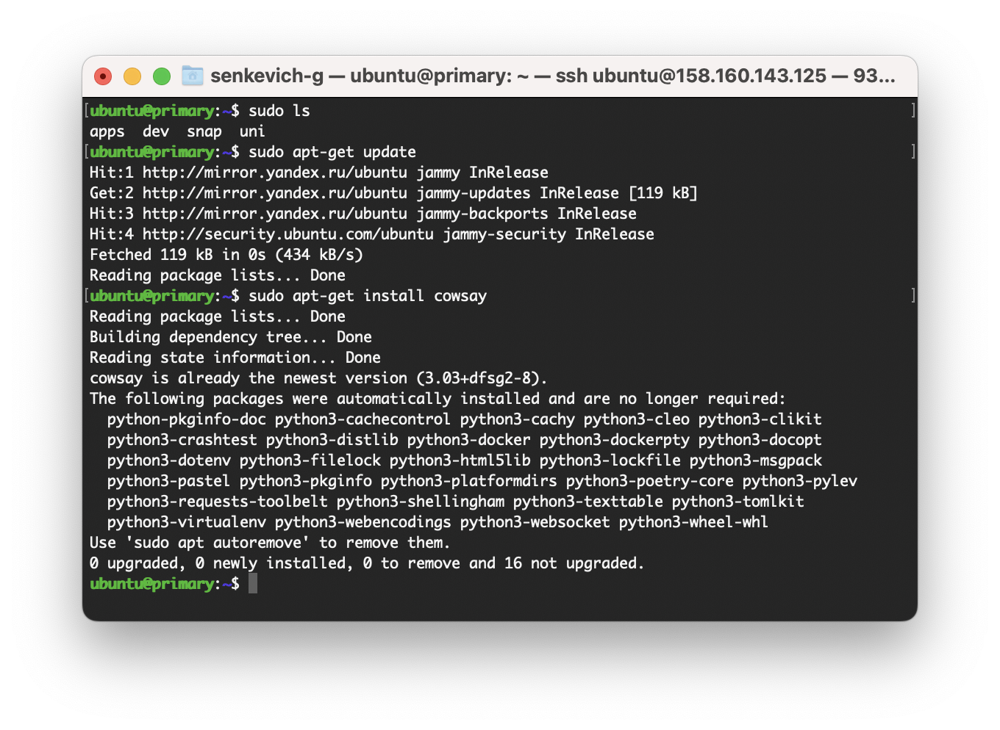 senkevich-g — ubuntu@primary: ~ — ssh ubuntu@158.160.143.125 — 93...
[ubuntu@primary:~$ sudo ls ]
apps  dev  snap  uni
[ubuntu@primary:~$ sudo apt-get update ]
Hit:1 http://mirror.yandex.ru/ubuntu jammy InRelease
Get:2 http://mirror.yandex.ru/ubuntu jammy-updates InRelease [119 kB]
Hit:3 http://mirror.yandex.ru/ubuntu jammy-backports InRelease
Hit:4 http://security.ubuntu.com/ubuntu jammy-security InRelease
Fetched 119 kB in 0s (434 kB/s)
Reading package lists... Done
[ubuntu@primary:~$ sudo apt-get install cowsay ]
Reading package lists... Done
Building dependency tree... Done
Reading state information... Done
cowsay is already the newest version (3.03+dfsg2-8).
The following packages were automatically installed and are no longer required:
  python-pkginfo-doc python3-cachecontrol python3-cachy python3-cleo python3-clikit
  python3-crashtest python3-distlib python3-docker python3-dockerpty python3-docopt
  python3-dotenv python3-filelock python3-html5lib python3-lockfile python3-msgpack
  python3-pastel python3-pkginfo python3-platformdirs python3-poetry-core python3-pylev
  python3-requests-toolbelt python3-shellingham python3-texttable python3-tomlkit
  python3-virtualenv python3-webencodings python3-websocket python3-wheel-whl
Use 'sudo apt autoremove' to remove them.
0 upgraded, 0 newly installed, 0 to remove and 16 not upgraded.
ubuntu@primary:~$